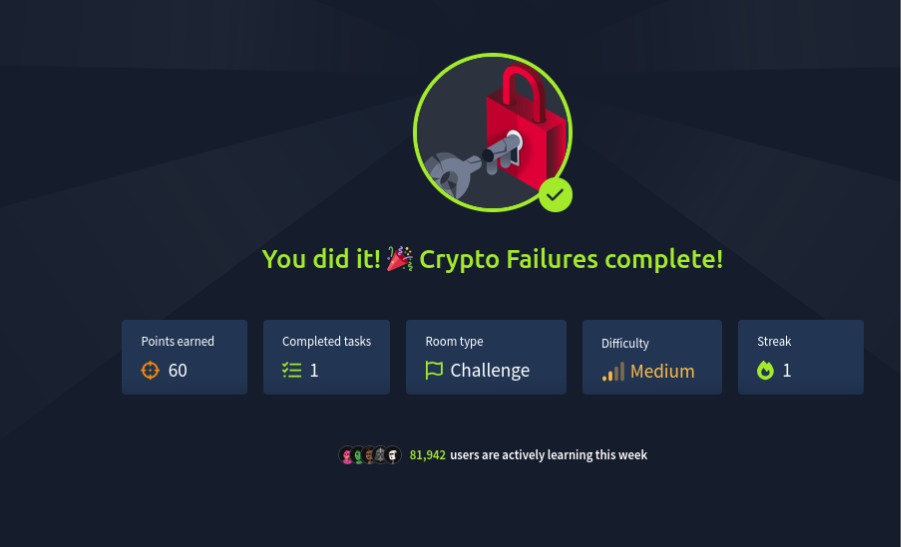 You did it! 🎉 Crypto Failures complete!
Points earned
60
Completed tasks
1
Room type
Challenge
Difficulty
Medium
Streak
1
81,942 users are actively learning this week